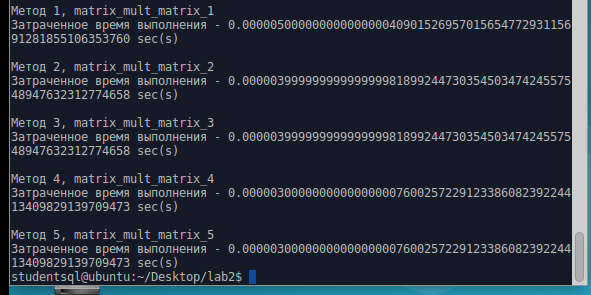 Метод 1, matrix_mult_matrix_1
Затраченное время выполнения - 0.00000500000000000000040901526957015654772931156
91281855106353760 sec(s)
Метод 2, matrix_mult_matrix_2
Затраченное время выполнения - 0.00000399999999999999981899244730354503474245575
48947632312774658 sec(s)
Метод 3, matrix_mult_matrix_3
Затраченное время выполнения - 0.00000399999999999999981899244730354503474245575
48947632312774658 sec(s)
Метод 4, matrix_mult_matrix_4
Затраченное время выполнения - 0.00000300000000000000007600257229123386082392244
13409829139709473 sec(s)
Метод 5, matrix_mult_matrix_5
Затраченное время выполнения - 0.00000300000000000000007600257229123386082392244
13409829139709473 sec(s)
studentsql@ubuntu:~/Desktop/lab2$